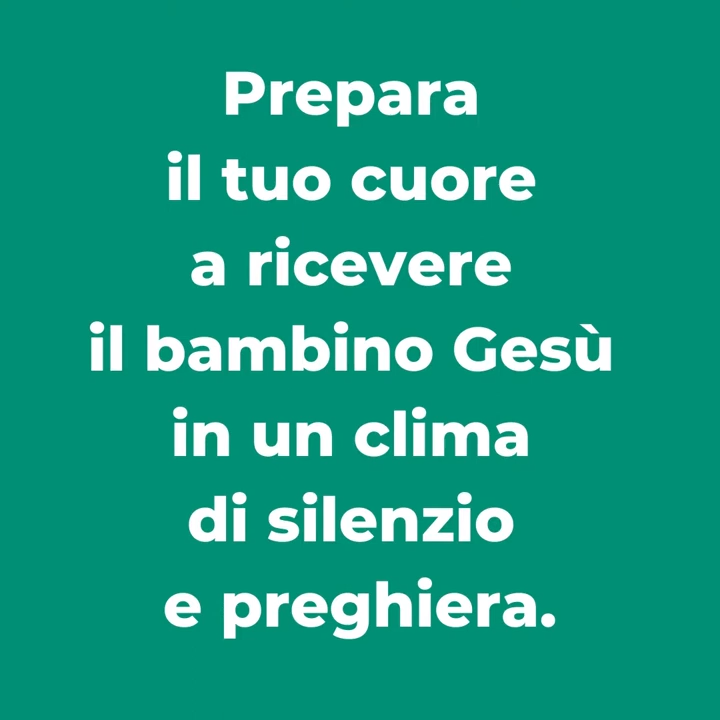 Prepara
il tuo cuore
a ricevere
il bambino Gesù
in un clima
di silenzio
e preghiera.